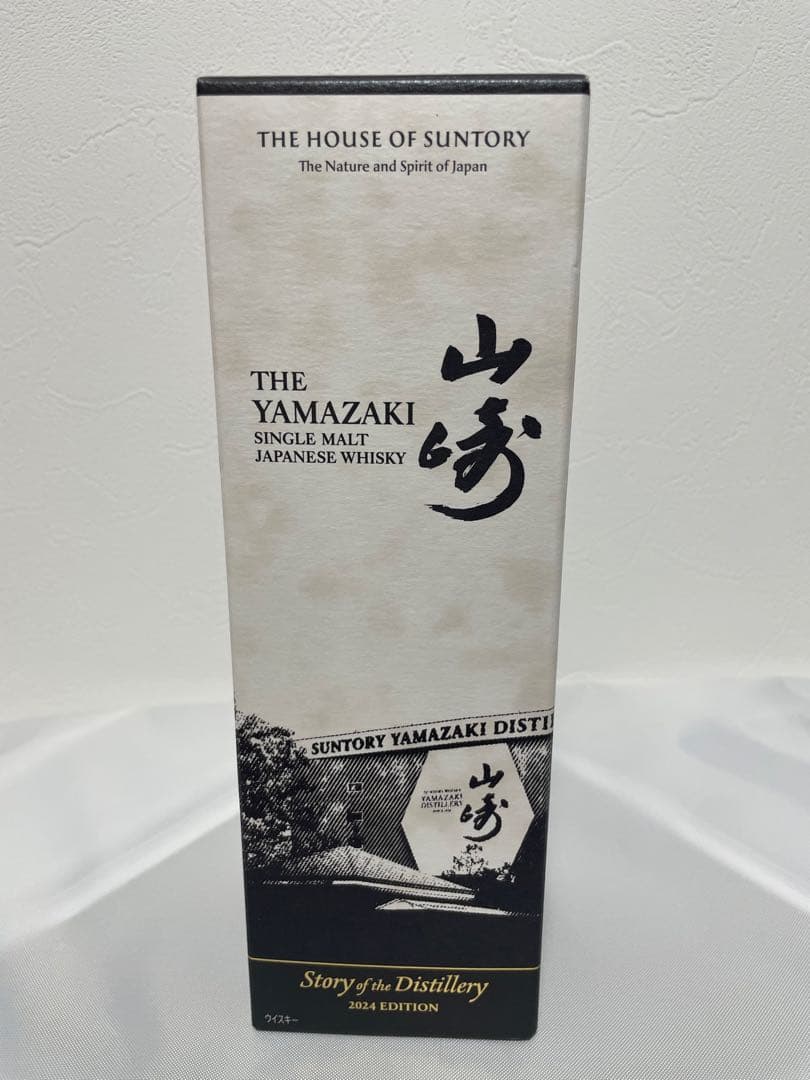 THE HOUSE OF SUNTORY
The Nature and Spirit of Japan
THE
YAMAZAKI
SINGLE MALT
JAPANESE WHISKY
山崎
SUNTORY YAMAZAKI DISTI
YAMAZAKI
DISTILLERY
山崎
Story of the Distillery
2024 EDITION
ウイスキー